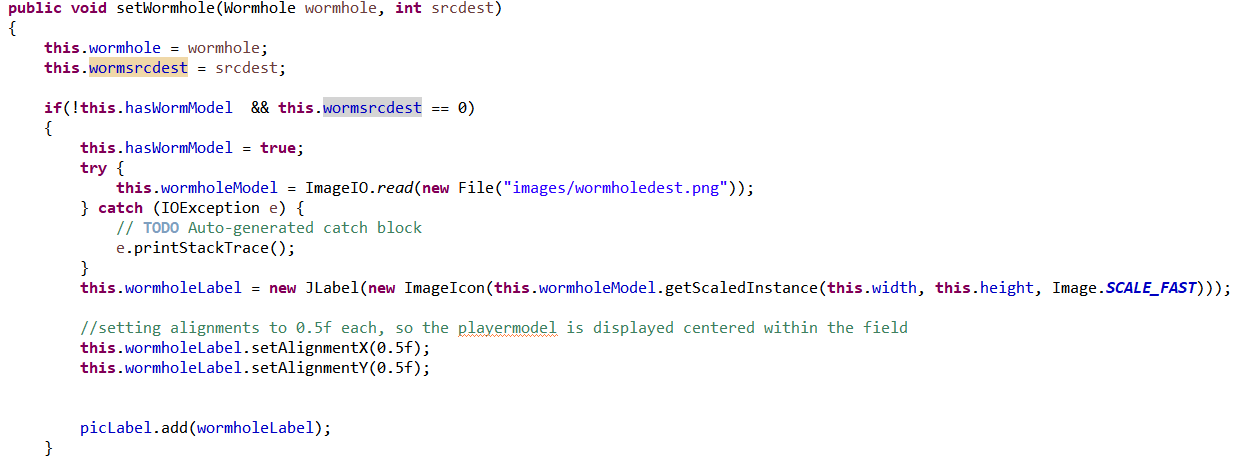 public void setWormhole(Wormhole wormhole, int srcdest)
{
    this.wormhole = wormhole;
    this.wormsrcdest = srcdest;
    if(!this.hasWormModel  && this.wormsrcdest == 0)
    {
        this.hasWormModel = true;
        try {
            this.wormholeModel = ImageIO.read(new File("images/wormholedest.png"));
        } catch (IOException e) {
            // TODO Auto-generated catch block
            e.printStackTrace();
        }
        this.wormholeLabel = new JLabel(new ImageIcon(this.wormholeModel.getScaledInstance(this.width, this.height, Image.SCALE_FAST)));
        //setting alignments to 0.5f each, so the playermodel is displayed centered within the field
        this.wormholeLabel.setAlignmentX(0.5f);
        this.wormholeLabel.setAlignmentY(0.5f);
        picLabel.add(wormholeLabel);
    }